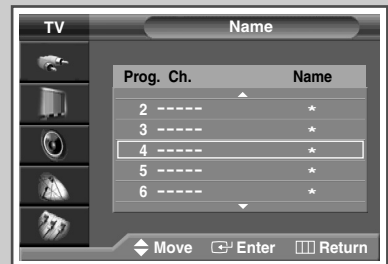 TV Name
Prog. Ch. Name
2 ----- *
3 ----- *
4 ----- *
5 ----- *
6 ----- *
Move Enter Return